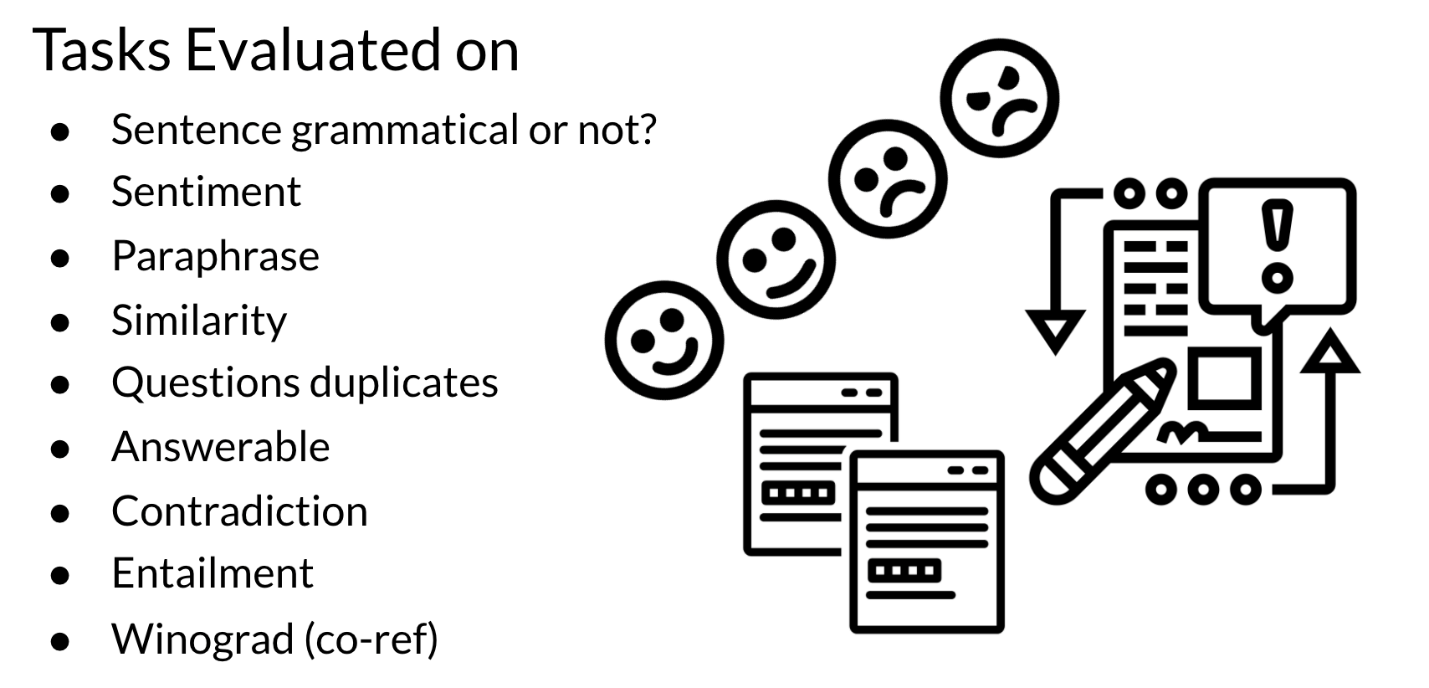 Tasks Evaluated on
● Sentence grammatical or not?
● Sentiment
● Paraphrase
● Similarity
● Questions duplicates
● Answerable
● Contradiction
● Entailment
● Winograd (co-ref)